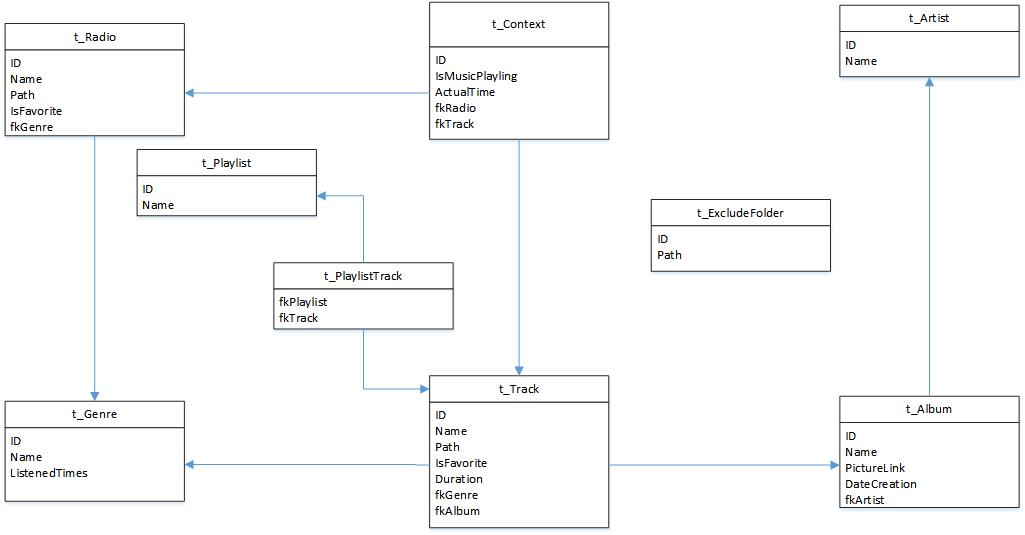 t_Radio
ID
Name
Path
IsFavorite
fkGenre
t_Context
ID
IsMusicPlayling
ActualTime
fkRadio
fkTrack
t_Artist
ID
Name
t_Playlist
ID
Name
t_ExcludeFolder
ID
Path
t_PlaylistTrack
fkPlaylist
fkTrack
t_Genre
ID
Name
ListenedTimes
t_Track
ID
Name
Path
IsFavorite
Duration
fkGenre
fkAlbum
t_Album
ID
Name
PictureLink
DateCreation
fkArtist